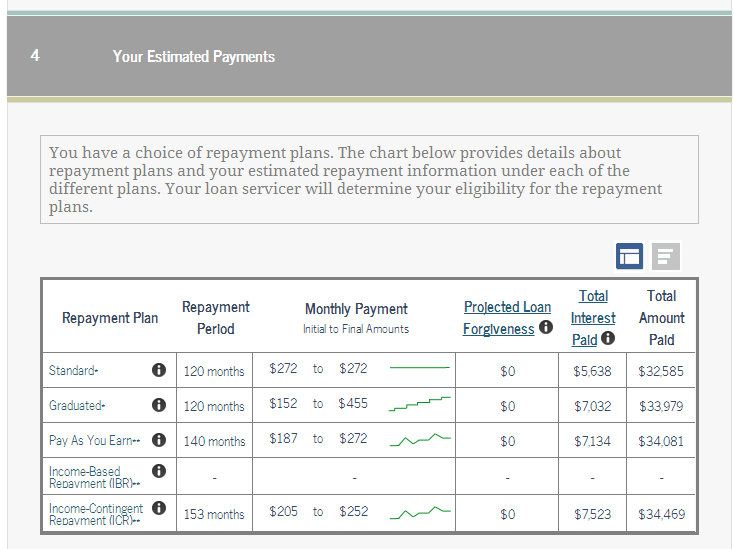 4 Your Estimated Payments
You have a choice of repayment plans. The chart below provides details about
repayment plans and your estimated repayment information under each of the
different plans. Your loan servicer will determine your eligibility for the repayment
plans.
Repayment Plan
Repayment
Period
Monthly Payment
Initial to Final Amounts
Projected Loan
Forgiveness i
Total
Interest
Paid i
Total
Amount
Paid
Standard* i 120 months $272 to $272 $0 $5,638 $32,585
Graduated* i 120 months $152 to $455 $0 $7,032 $33,979
Pay As You Earn** i 140 months $187 to $272 $0 $7,134 $34,081
Income-Based i
Repayment (IBR)** - - - - -
Income-Contingent i
Repayment (ICR)** 153 months $205 to $252 $0 $7,523 $34,469